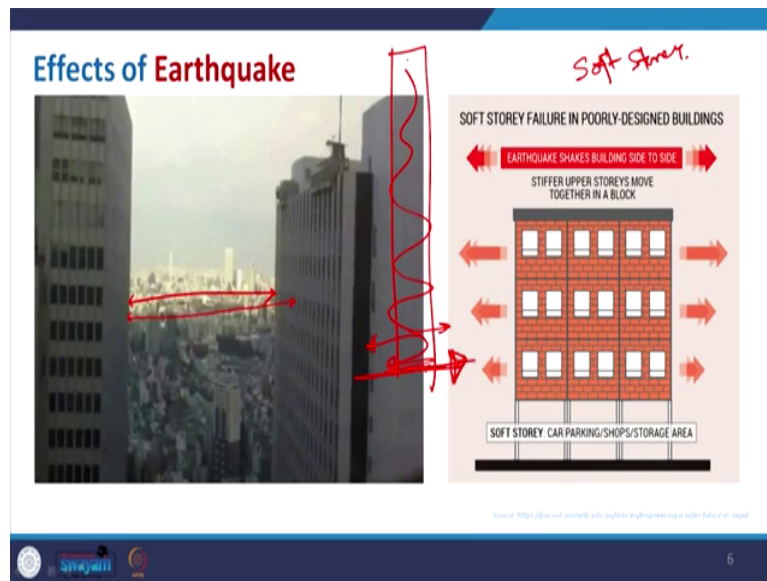 Effects of Earthquake
Soft Storey.
SOFT STOREY FAILURE IN POORLY-DESIGNED BUILDINGS
EARTHQUAKE SHAKES BUILDING SIDE TO SIDE
STIFFER UPPER STOREYS MOVE
TOGETHER IN A BLOCK
SOFT STOREY CAR PARKING/SHOPS/STORAGE AREA
swayam
6